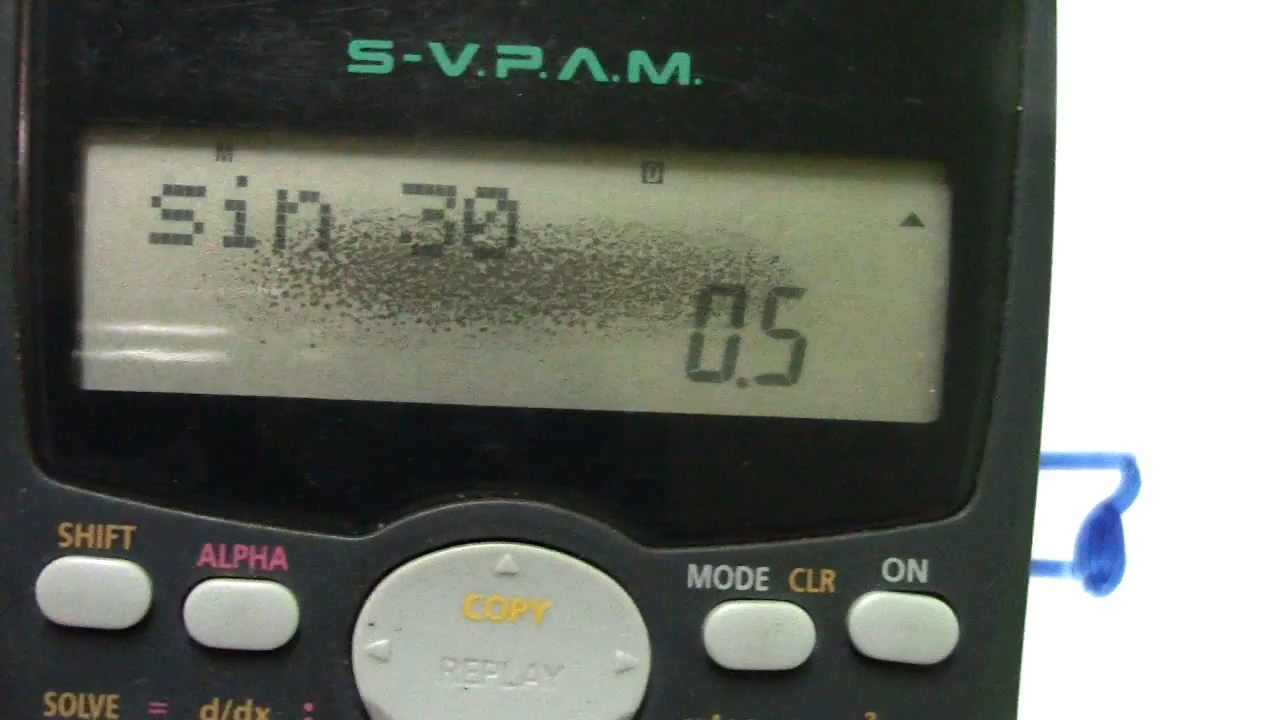 S-V.P.A.M.
M D
sin 30
0.5
SHIFT
ALPHA
COPY
REPLAY
MODE CLR
ON
SOLVE = d/dx :